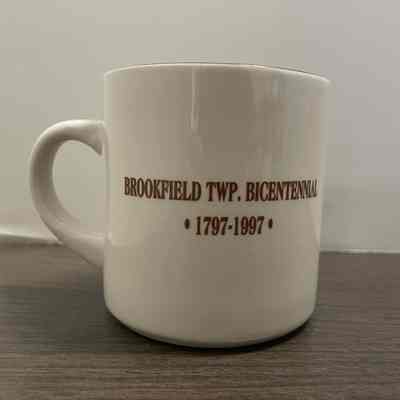 BROOKFIELD TWP. BICENTENNIAL
• 1797-1997 •